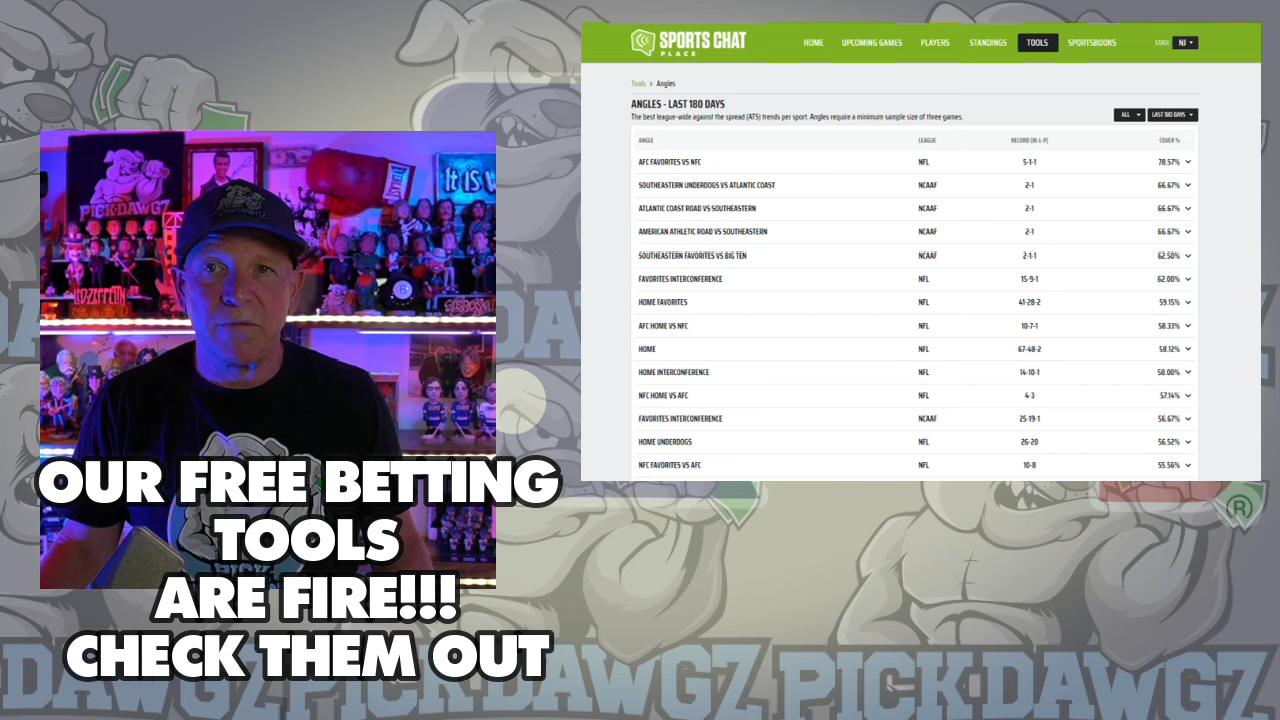 SPORTS CHAT
PLACE
HOME UPCOMING GAMES PLAYERS STANDINGS TOOLS SPORTSBOOKS STATE NJ
Tools > Angles
ANGLES - LAST 180 DAYS
The best league-wide against the spread (ATS) trends per sport. Angles require a minimum sample size of three games.
ALL LAST 180 DAYS
ANGLE LEAGUE RECORD (W-L-P) COVER %
AFC FAVORITES VS NFC NFL 5-1-1 78.57%
SOUTHEASTERN UNDERDOGS VS ATLANTIC COAST NCAAF 2-1 66.67%
ATLANTIC COAST ROAD VS SOUTHEASTERN NCAAF 2-1 66.67%
AMERICAN ATHLETIC ROAD VS SOUTHEASTERN NCAAF 2-1 66.67%
SOUTHEASTERN FAVORITES VS BIG TEN NCAAF 2-1-1 62.50%
FAVORITES INTERCONFERENCE NFL 15-9-1 62.00%
HOME FAVORITES NFL 41-28-2 59.15%
AFC HOME VS NFC NFL 10-7-1 58.33%
HOME NFL 67-48-2 58.12%
HOME INTERCONFERENCE NFL 14-10-1 58.00%
NFC HOME VS AFC NFL 4-3 57.14%
FAVORITES INTERCONFERENCE NCAAF 25-19-1 56.67%
HOME UNDERDOGS NFL 26-20 56.52%
NFC FAVORITES VS AFC NFL 10-8 55.56%
PICKDAWGZ
It is
LED-ZEPPELIN
AEROSMITH
OUR FREE BETTING
TOOLS
ARE FIRE!!!
CHECK THEM OUT
PICK
DAWGZ PICKDAWGZ PICKDAWGZ
®